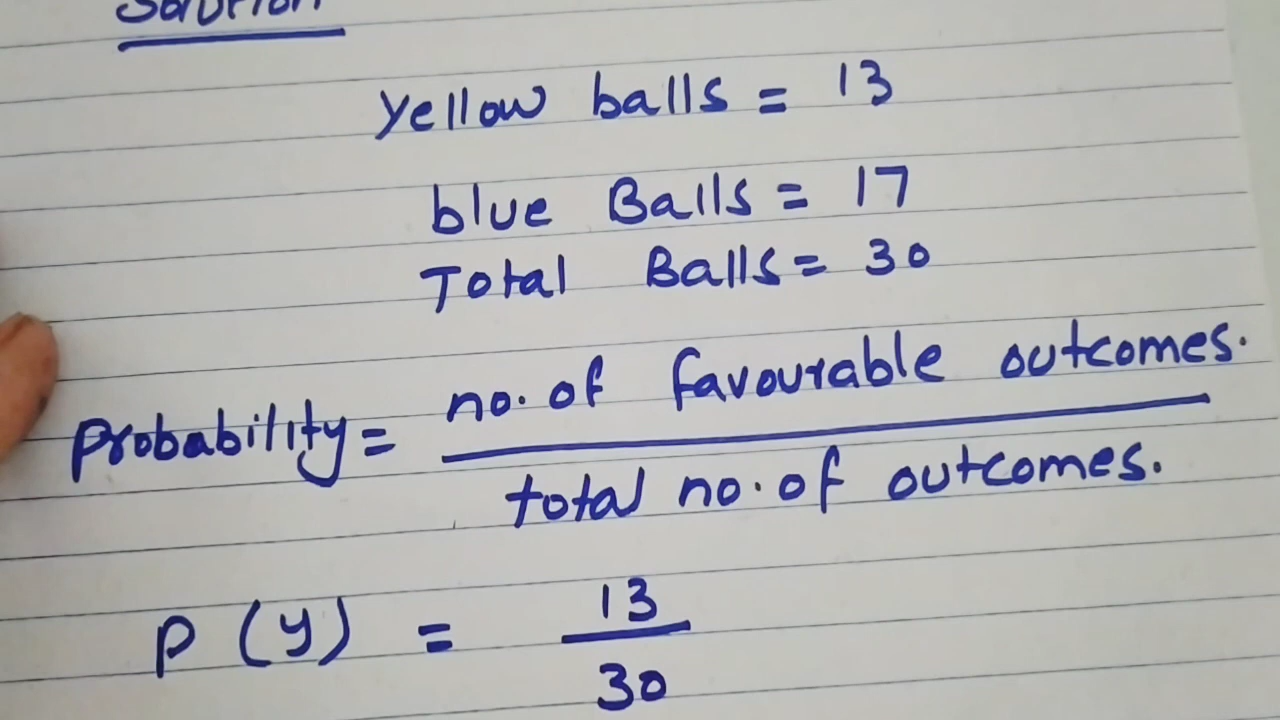 Solution
Yellow balls = 13
blue Balls = 17
Total Balls = 30
Probability = no. of favourable outcomes.
total no. of outcomes.
P (y) = 13
30